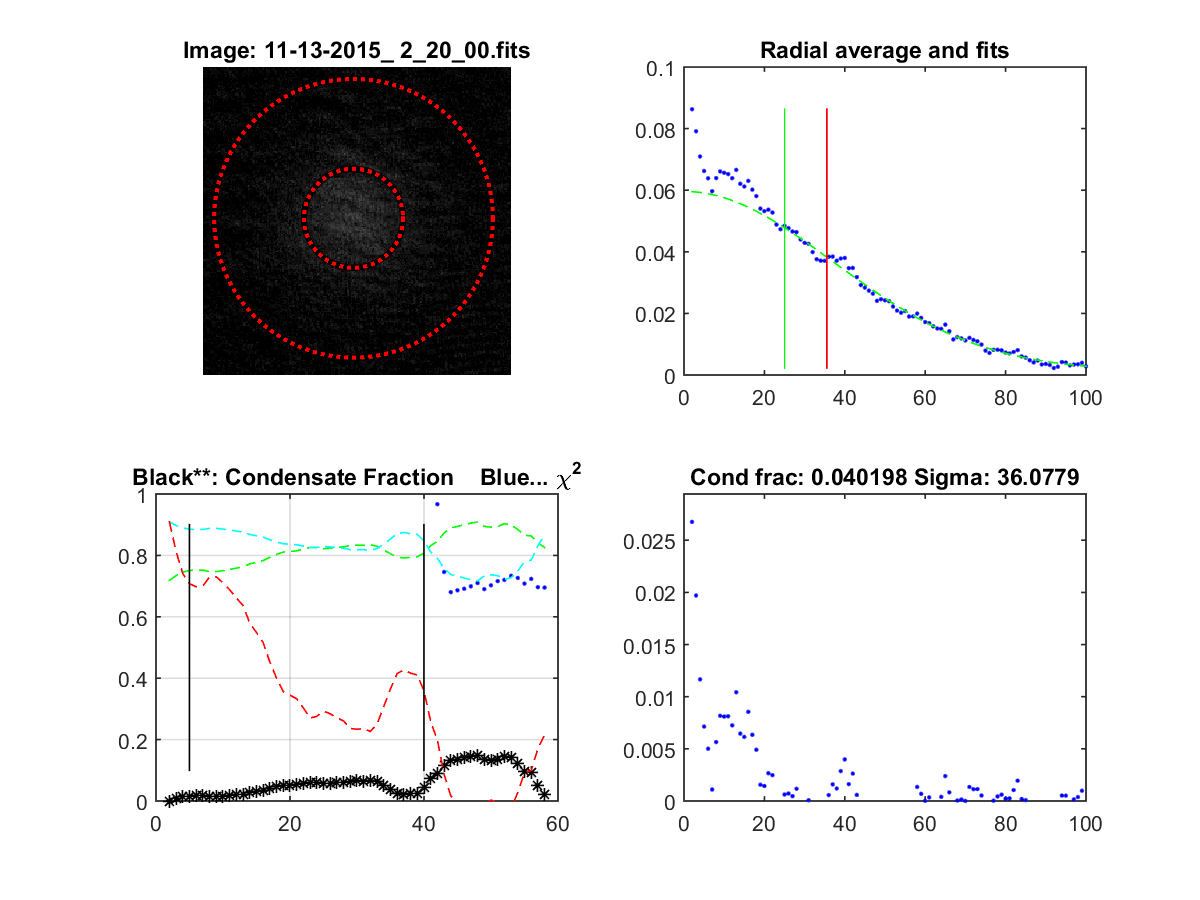 Image: 11-13-2015_ 2_20_00.fits
Radial average and fits
0.1
0.08
0.06
0.04
0.02
0
0 20 40 60 80 100
Black**: Condensate Fraction Blue... χ²
1
0.8
0.6
0.4
0.2
0
0 20 40 60
Cond frac: 0.040198 Sigma: 36.0779
0.025
0.02
0.015
0.01
0.005
0
0 20 40 60 80 100